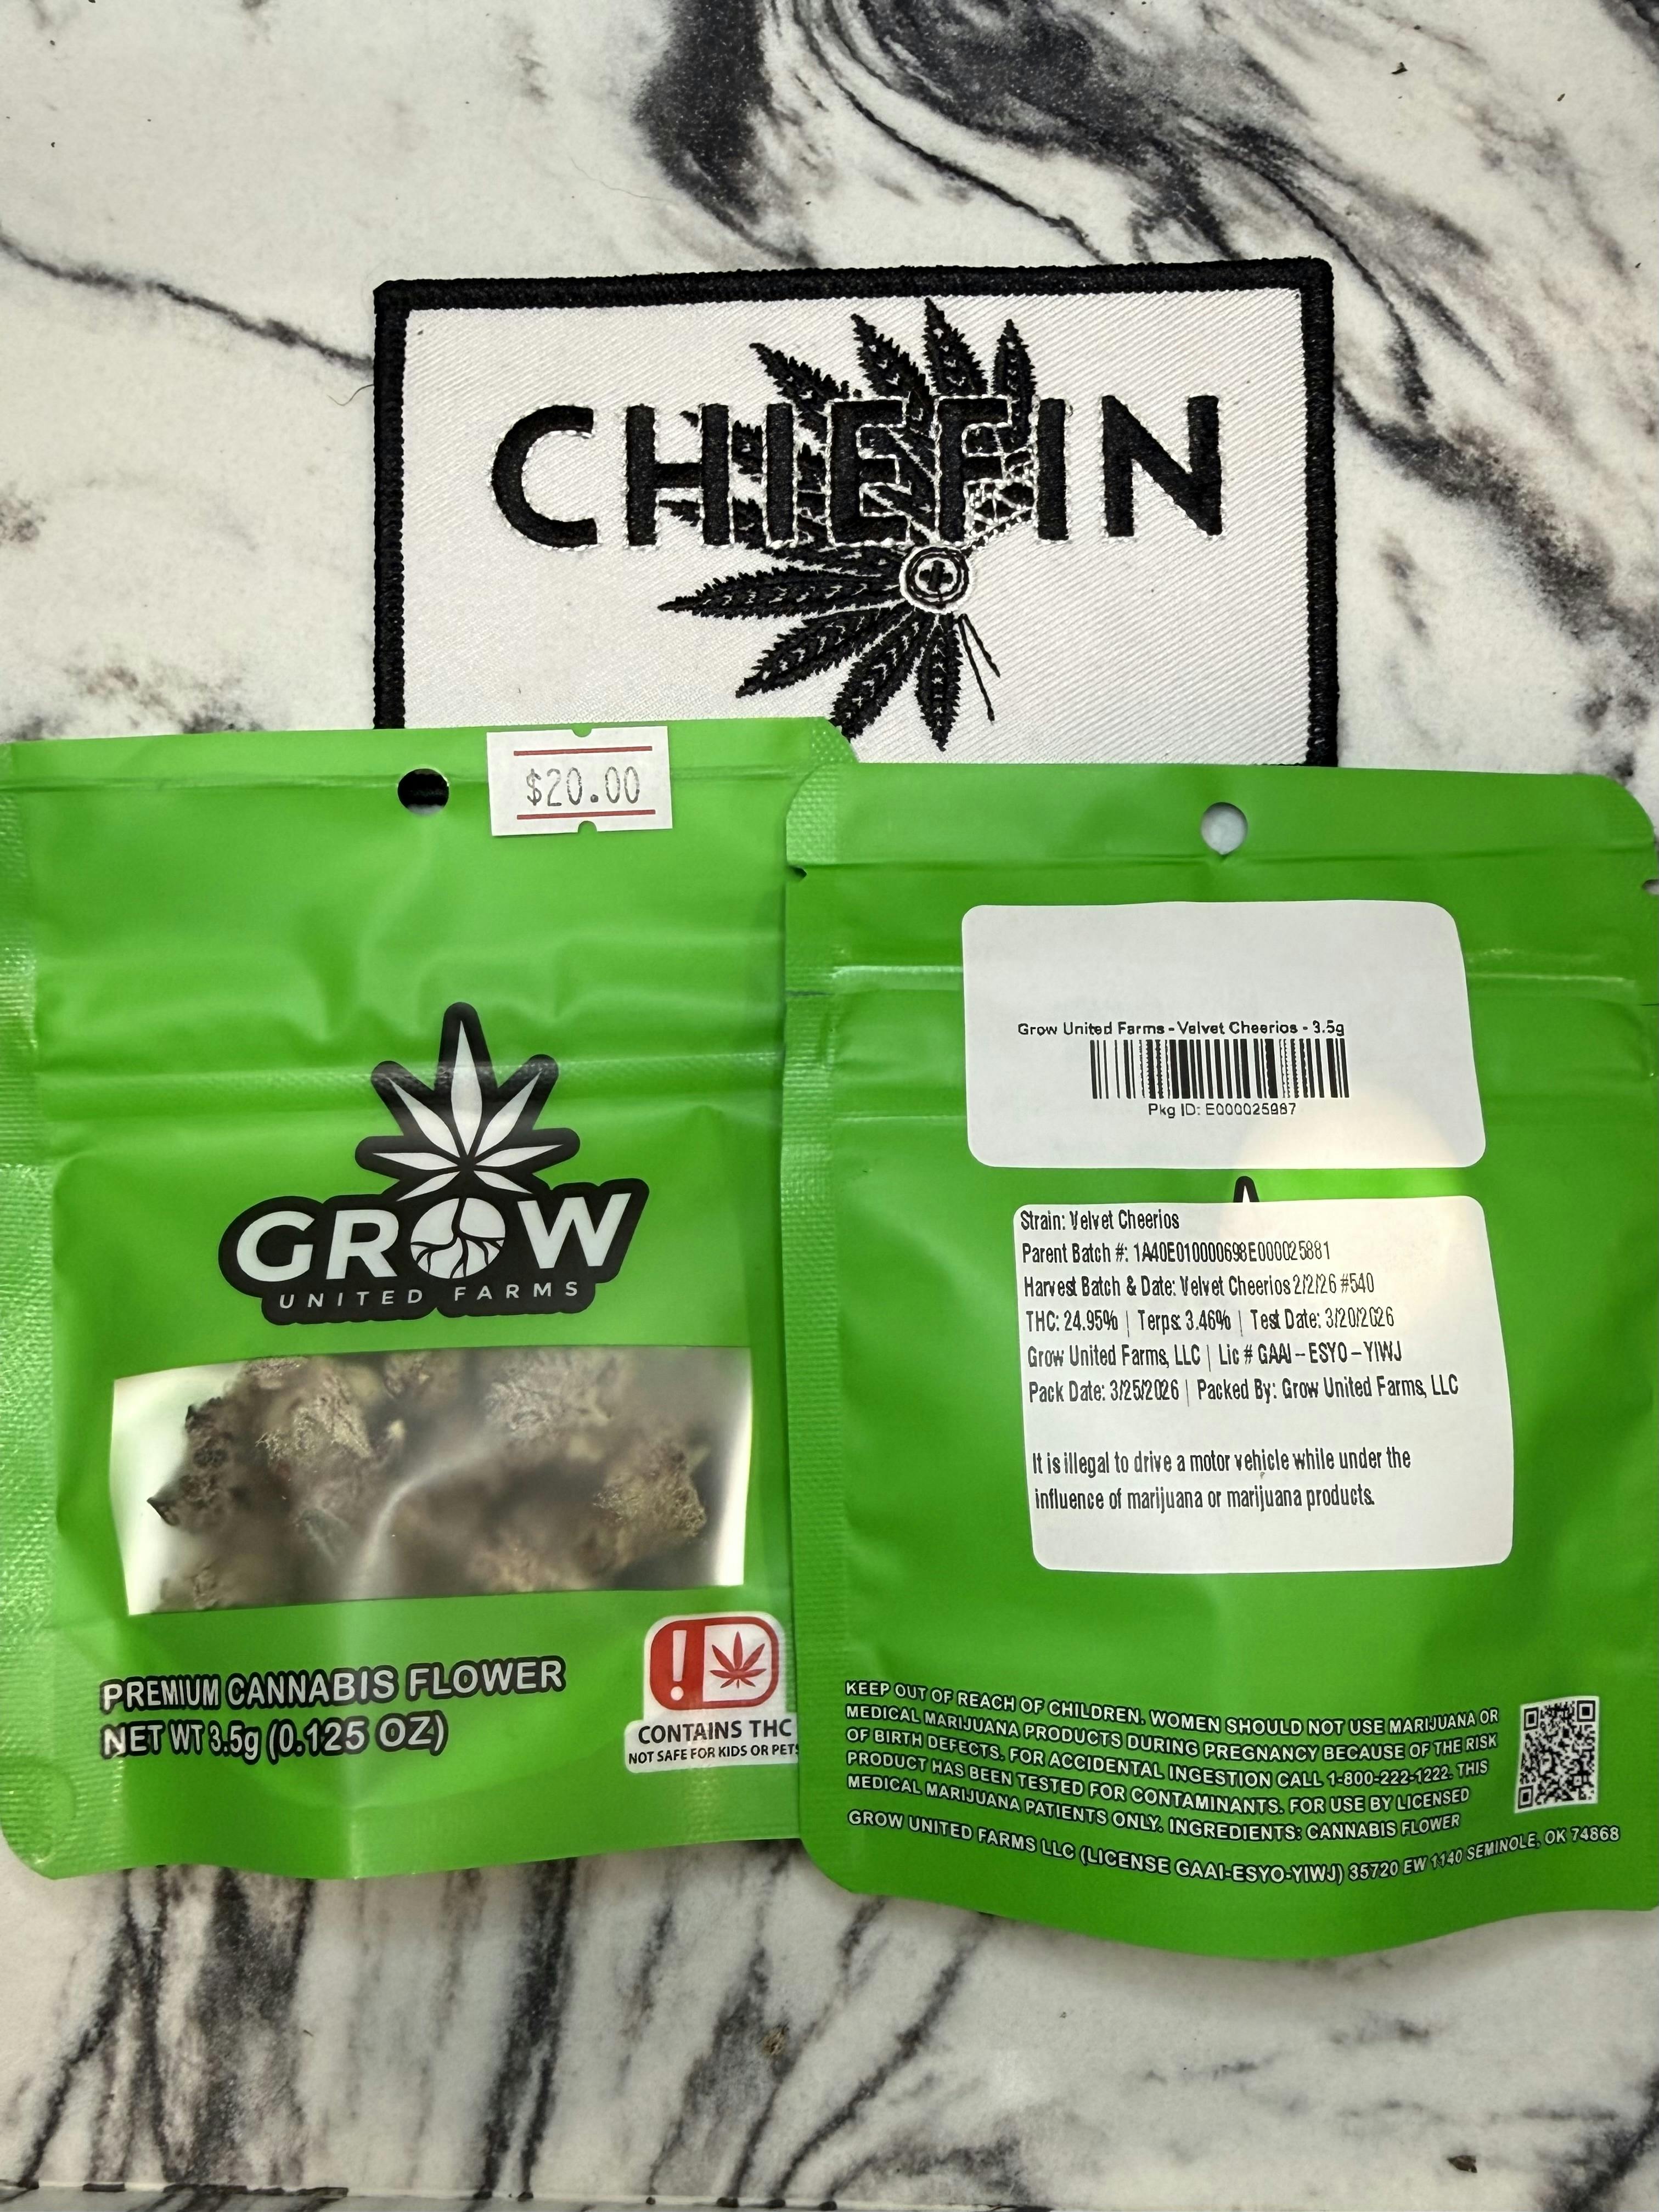 CHIEFIN
$20.00
GROW
UNITED FARMS
PREMIUM CANNABIS FLOWER
NET WT 3.5g (0.125 OZ)
CONTAINS THC
NOT SAFE FOR KIDS OR PETS
Grow United Farms - Velvet Cheerios - 3.5g
Pkg ID: E000025987
Strain: Velvet Cheerios
Parent Batch #: 1A40E010000698E000025881
Harvest Batch & Date: Velvet Cheerios 2/2/26 #540
THC: 24.95% | Terps: 3.46% | Test Date: 3/20/2026
Grow United Farms, LLC | Lic # GAAI – ESYO – YIWJ
Pack Date: 3/25/2026 | Packed By: Grow United Farms, LLC
It is illegal to drive a motor vehicle while under the
influence of marijuana or marijuana products.
KEEP OUT OF REACH OF CHILDREN. WOMEN SHOULD NOT USE MARIJUANA OR
MEDICAL MARIJUANA PRODUCTS DURING PREGNANCY BECAUSE OF THE RISK
OF BIRTH DEFECTS. FOR ACCIDENTAL INGESTION CALL 1-800-222-1222. THIS
PRODUCT HAS BEEN TESTED FOR CONTAMINANTS. FOR USE BY LICENSED
MEDICAL MARIJUANA PATIENTS ONLY. INGREDIENTS: CANNABIS FLOWER
GROW UNITED FARMS LLC (LICENSE GAAI-ESYO-YIWJ) 35720 EW 1140 SEMINOLE, OK 74868